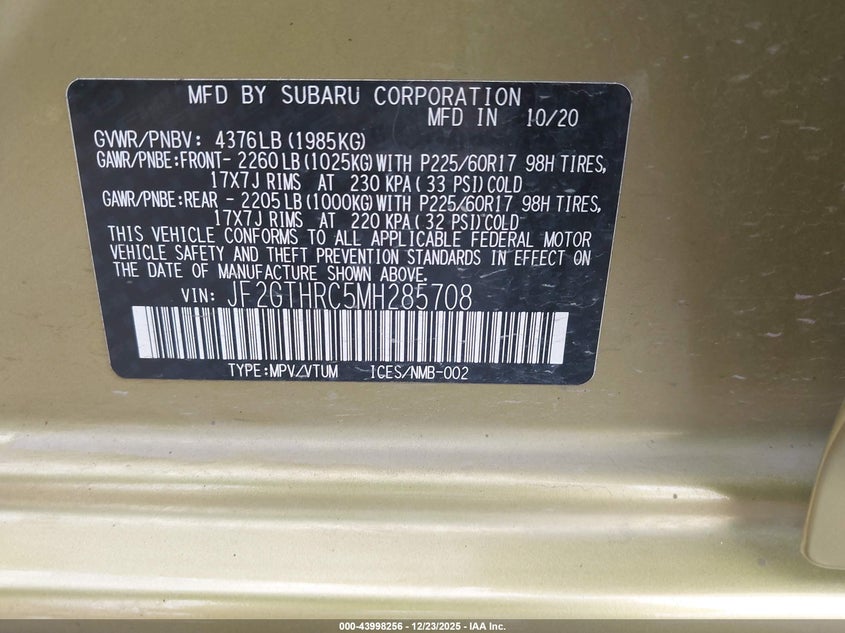 MFD BY SUBARU CORPORATION
MFD IN 10/20
GVWR/PNBV: 4376LB (1985KG)
GAWR/PNBE:FRONT- 2260LB (1025KG) WITH P225/60R17 98H TIRES,
17X7J RIMS AT 230 KPA ( 33 PSI) COLD
GAWR/PNBE:REAR - 2205LB (1000KG) WITH P225/60R17 98H TIRES,
17X7J RIMS AT 220 KPA ( 32 PSI) COLD
THIS VEHICLE CONFORMS TO ALL APPLICABLE FEDERAL MOTOR
VEHICLE SAFETY AND THEFT PREVENTION STANDARDS IN EFFECT ON
THE DATE OF MANUFACTURE SHOWN ABOVE.
VIN: JF2GTHRC5MH285708
TYPE:MPV/VTUM ICES/NMB-002
000-43998256 - 12/23/2025 - IAA Inc.